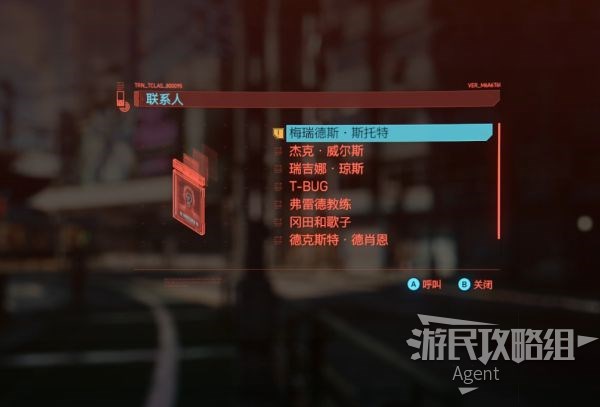 TRN_TCLAS_800095
VER_MA6ATH
联系人
梅瑞德斯·斯托特
杰克·威尔斯
瑞吉娜·琼斯
T-BUG
弗雷德教练
冈田和歌子
德克斯特·德肖恩
A 呼叫 B 关闭
游民攻略组
Agent